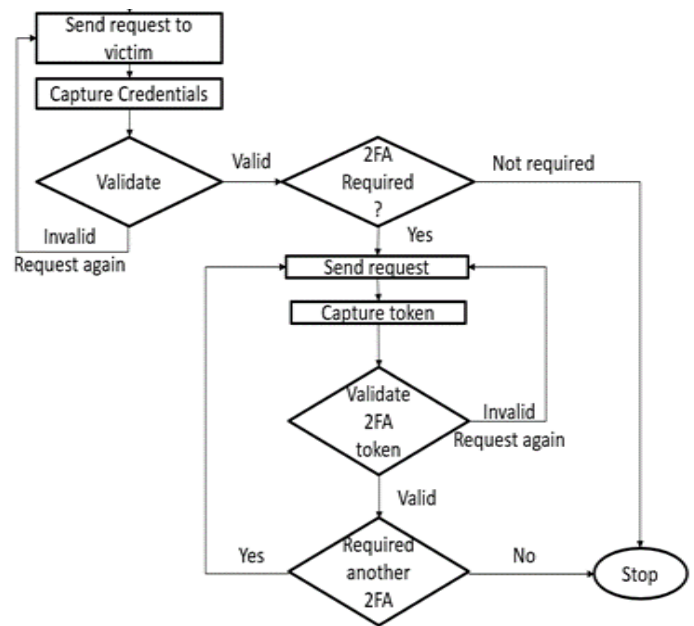 Send request to
victim
Capture Credentials
Validate
Valid
2FA
Required
?
Not required
Invalid
Request again
Yes
Send request
Capture token
Validate
2FA
token
Invalid
Request again
Valid
Required
another
2FA
Yes
No
Stop